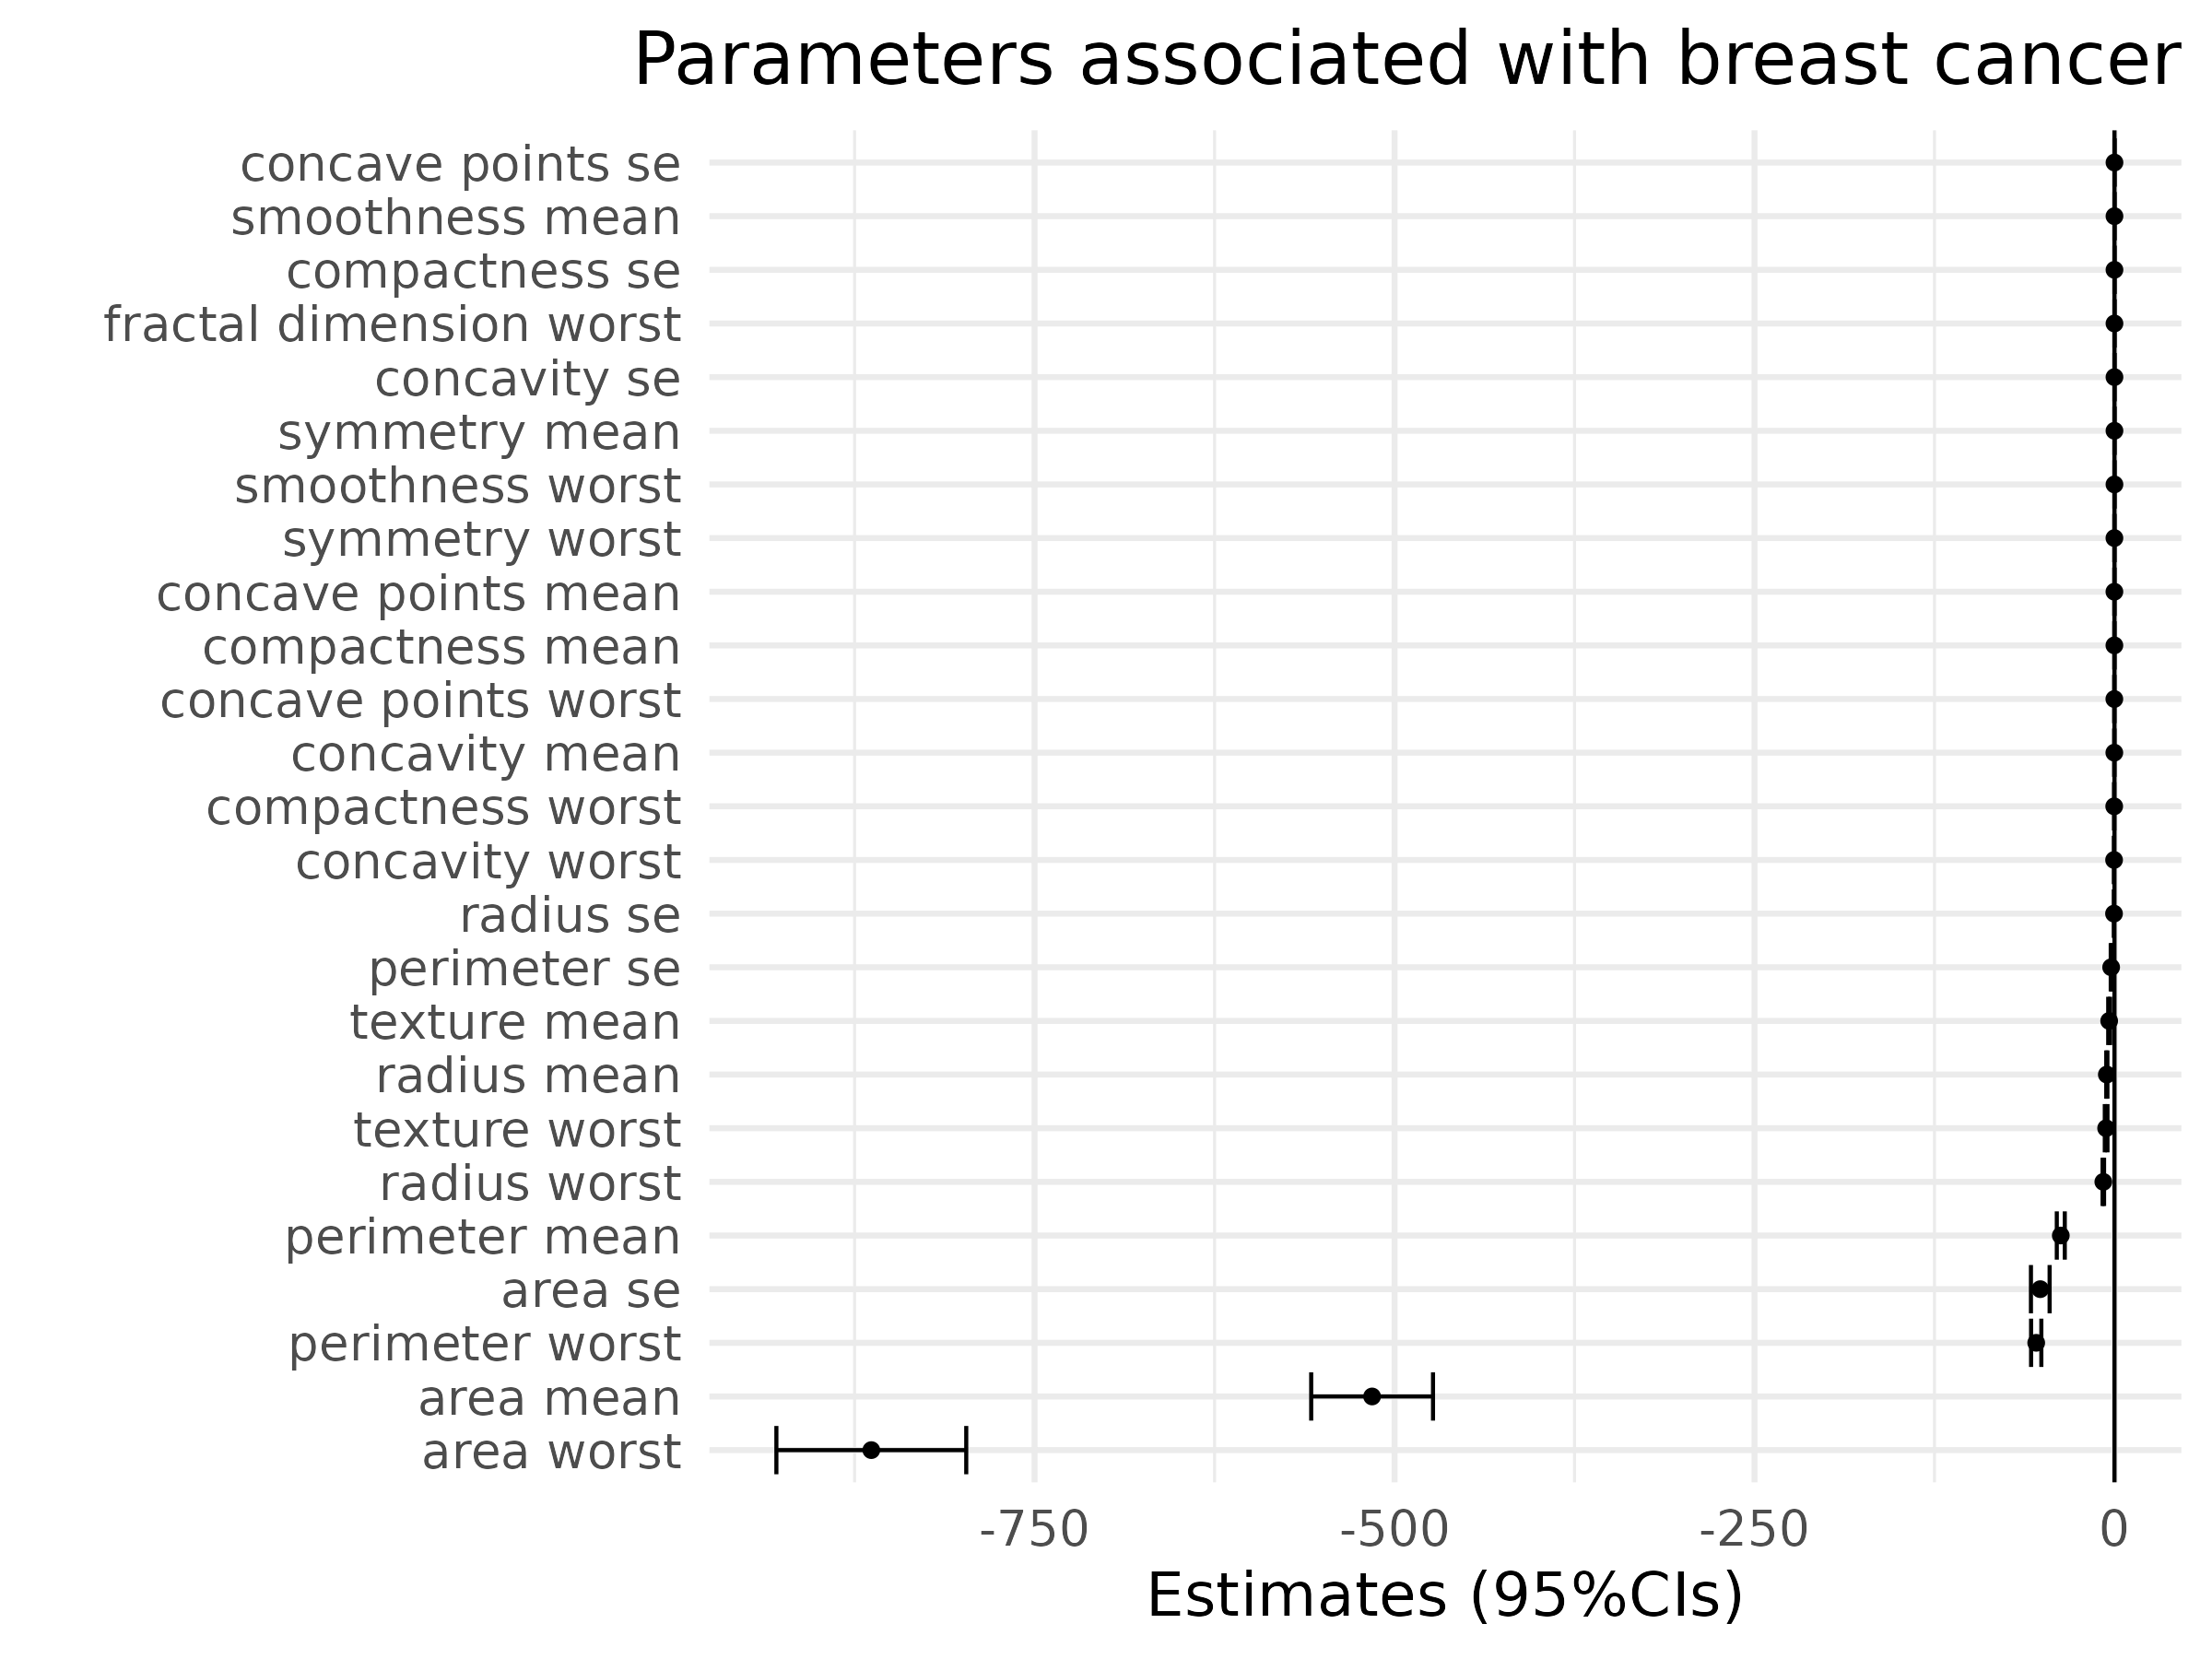 Parameters associated with breast cancer
concave points se
smoothness mean
compactness se
fractal dimension worst
concavity se
symmetry mean
smoothness worst
symmetry worst
concave points mean
compactness mean
concave points worst
concavity mean
compactness worst
concavity worst
radius se
perimeter se
texture mean
radius mean
texture worst
radius worst
perimeter mean
area se
perimeter worst
area mean
area worst
-750 -500 -250 0
Estimates (95%CIs)